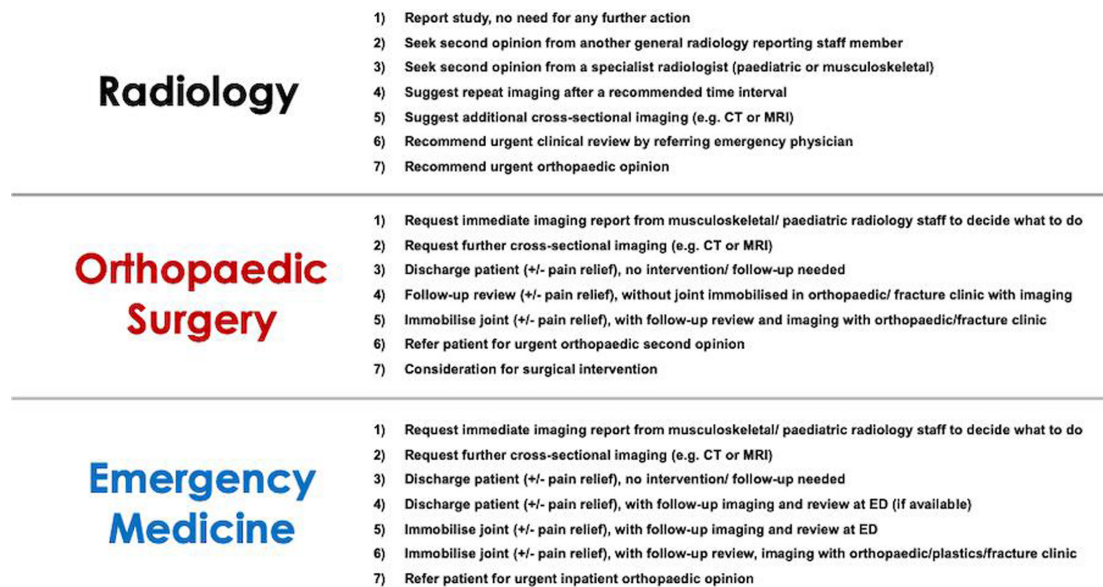 Radiology
1) Report study, no need for any further action
2) Seek second opinion from another general radiology reporting staff member
3) Seek second opinion from a specialist radiologist (paediatric or musculoskeletal)
4) Suggest repeat imaging after a recommended time interval
5) Suggest additional cross-sectional imaging (e.g. CT or MRI)
6) Recommend urgent clinical review by referring emergency physician
7) Recommend urgent orthopaedic opinion
Orthopaedic
Surgery
1) Request immediate imaging report from musculoskeletal/ paediatric radiology staff to decide what to do
2) Request further cross-sectional imaging (e.g. CT or MRI)
3) Discharge patient (+/- pain relief), no intervention/ follow-up needed
4) Follow-up review (+/- pain relief), without joint immobilised in orthopaedic/ fracture clinic with imaging
5) Immobilise joint (+/- pain relief), with follow-up review and imaging with orthopaedic/fracture clinic
6) Refer patient for urgent orthopaedic second opinion
7) Consideration for surgical intervention
Emergency
Medicine
1) Request immediate imaging report from musculoskeletal/ paediatric radiology staff to decide what to do
2) Request further cross-sectional imaging (e.g. CT or MRI)
3) Discharge patient (+/- pain relief), no intervention/ follow-up needed
4) Discharge patient (+/- pain relief), with follow-up imaging and review at ED (if available)
5) Immobilise joint (+/- pain relief), with follow-up imaging and review at ED
6) Immobilise joint (+/- pain relief), with follow-up review, imaging with orthopaedic/plastics/fracture clinic
7) Refer patient for urgent inpatient orthopaedic opinion